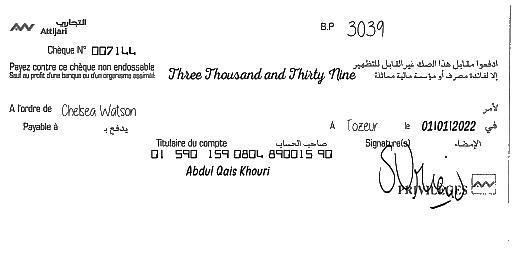 التجاري
Attijari
B.P 3039
Chèque N° 007144
Payez contre ce chèque non endossable
Sauf au profit d'une banque ou d'un organisme assimilé
Three Thousand and Thirty Nine
ادفعوا مقابل هذا الصك غير القابل للتظهير
إلا لفائدة مصرف أو مؤسسة مالية مماثلة
A l'ordre de Chelsea Watson
لأمر
Payable à يدفع بـ
A Tozeur le 01/01/2022 في
Titulaire du compte صاحب الحساب
Signature(s) الإمضاء
01 590 159 0804 890015 90
Abdul Qais Khouri
PRIVILEGES